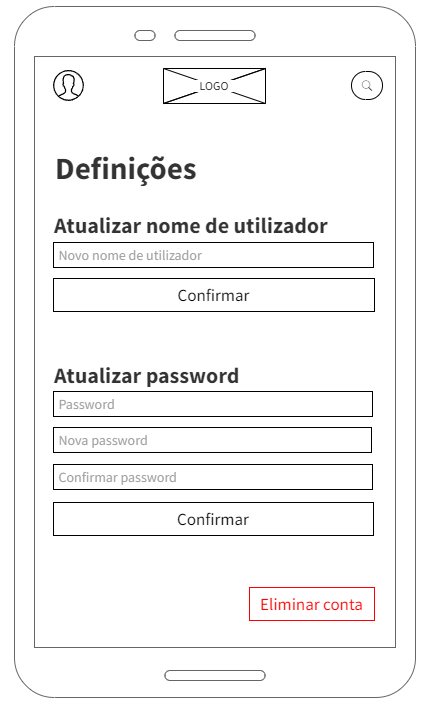 LOGO
Definições
Atualizar nome de utilizador
Novo nome de utilizador
Confirmar
Atualizar password
Password
Nova password
Confirmar password
Confirmar
Eliminar conta